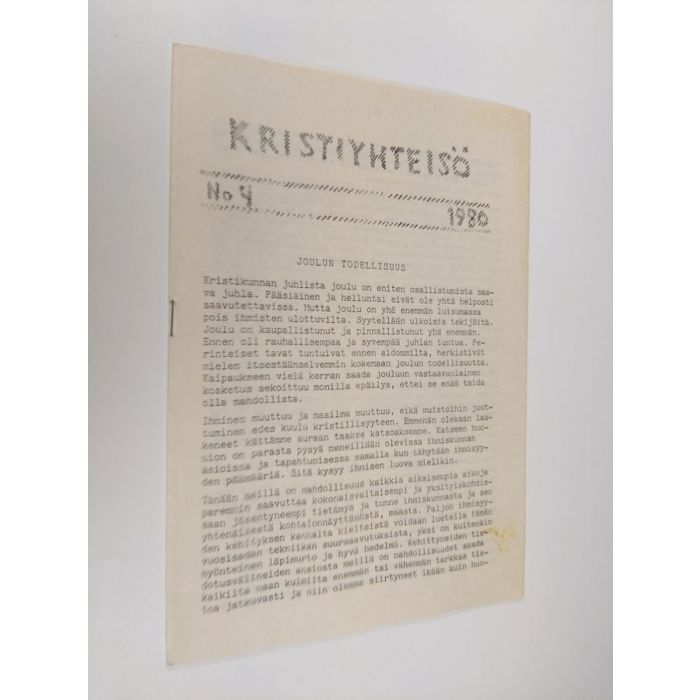 KRISTIYHTEISÖ
No 4
1980
JOULUN TODELLISUUS
Kristikunnan juhlista joulu on eniten osallistumista saa-
va juhla. Pääsiäinen ja helluntai eivät ole yhtä helposti
saavutettavissa. Mutta joulu on yhä enemmän luisumassa
pois ihmisten ulottuvilta. Syytellään ulkoisia tekijöitä.
Joulu on kaupallistunut ja pinnallistunut yhä enemmän.
Ennen oli rauhallisempaa ja syvempää juhlan tuntua. Pe-
rinteiset tavat tuntuivat ennen aidommilta, herkistivät
mielen itsestäänselvemmin kokemaan joulun todellisuotta.
Kaipaukseen vielä kerran saada jouluun vastaavanlainen
kosketus sekoittuu monilla epäilys, ettei se enää taida
olla mahdollista.
Ihminen muuttuu ja maailma muuttuu, eikä muistoihin juut-
tuminen edes kuulu kristillisyyteen. Emmehän olekaan las-
keneet kättämme auraan taakse katsoaksemme. Katseen huo-
mion on parasta pysyä meneillään olevissa ihmiskunnan
asioissa ja tapahtumisessa samalla kun tähytään ihmisyy-
den päämääriä. Sitä kysyy ihmisen luova mielikin.
Tänään meillä on mahdollisuus kaikkia aikaisempia aikoja
paremmin saavuttaa kokonaisvaltaisempi ja yksityiskohdis-
saan jäsentyneempi tietämys ja tunne ihmiskunnasta ja sen
yhtenäisestä kohtalonnäyttämöstä, maasta. Paljon ihmisyy-
den kehityksen kannalta kielteistä voidaan luetella tämän
vuosisadan tekniikan suursaavutuksista, yksi on kuitenkin
myönteinen läpimurto ja hyvä hedelmä. Kehittyneiden tie-
dotusvälineiden ansiosta meillä on mahdollisuudet saada
kaikilta maan kulmilta enemmän tai vähemmän tarkkaa tie-
toa jatkuvasti ja niin olemme siirtyneet ikään kuin huo-